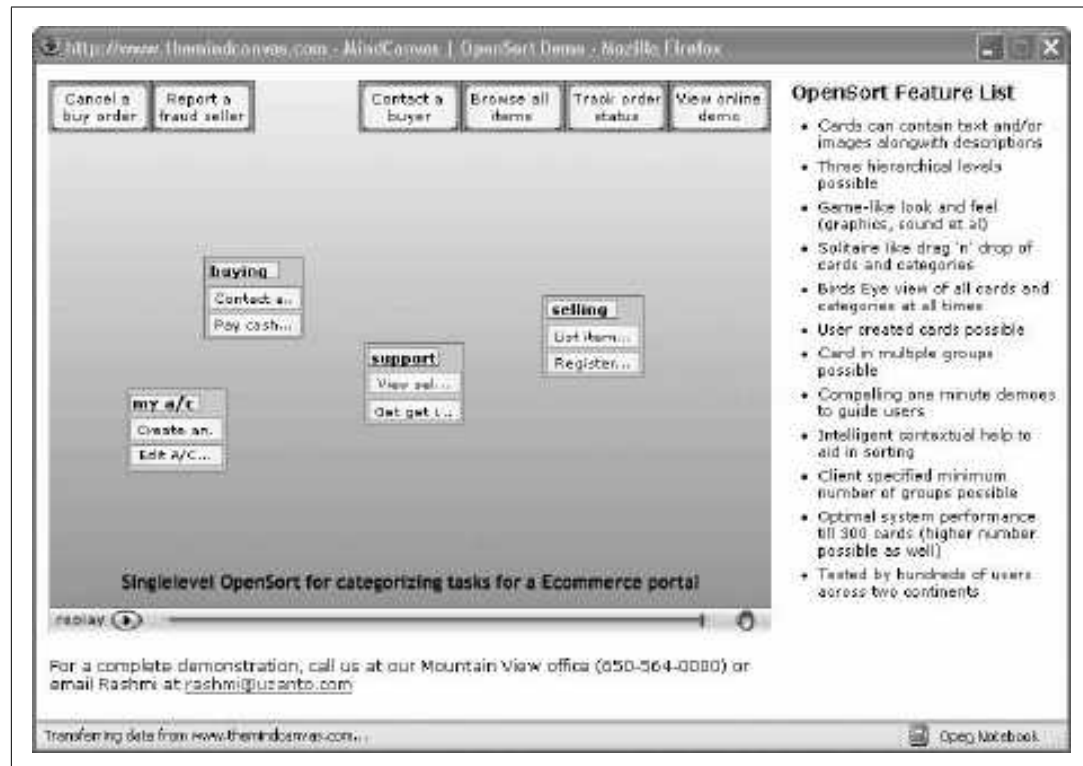 http://www.themindcanvas.com - MindCanvas | OpenSort Demo - Mozilla Firefox
Cancel a
buy order
Report a
fraud seller
Contact a
buyer
Browse all
items
Track order
status
View online
demo
buying
Contact a..
Pay cash...
selling
List item...
Register...
support
View sel...
Get get i...
my a/c
Create an.
Edit A/C...
Singlelevel OpenSort for categorizing tasks for a Ecommerce portal
replay
For a complete demonstration, call us at our Mountain View office (650-564-0080) or
email Rashmi at rashmi@uzanto.com
OpenSort Feature List
• Cards can contain text and/or
images alongwith descriptions
• Three hierarchical levels
possible
• Game-like look and feel
(graphics, sound et al)
• Solitaire like drag 'n' drop of
cards and categories
• Birds Eye view of all cards and
categories at all times
• User created cards possible
• Card in multiple groups
possible
• Compelling one minute demoes
to guide users
• Intelligent contextual help to
aid in sorting
• Client specified minimum
number of groups possible
• Optimal system performance
till 300 cards (higher number
possible as well)
• Tested by hundreds of users
across two continents
Transferring data from www.themindcanvas.com...
Open Notebook